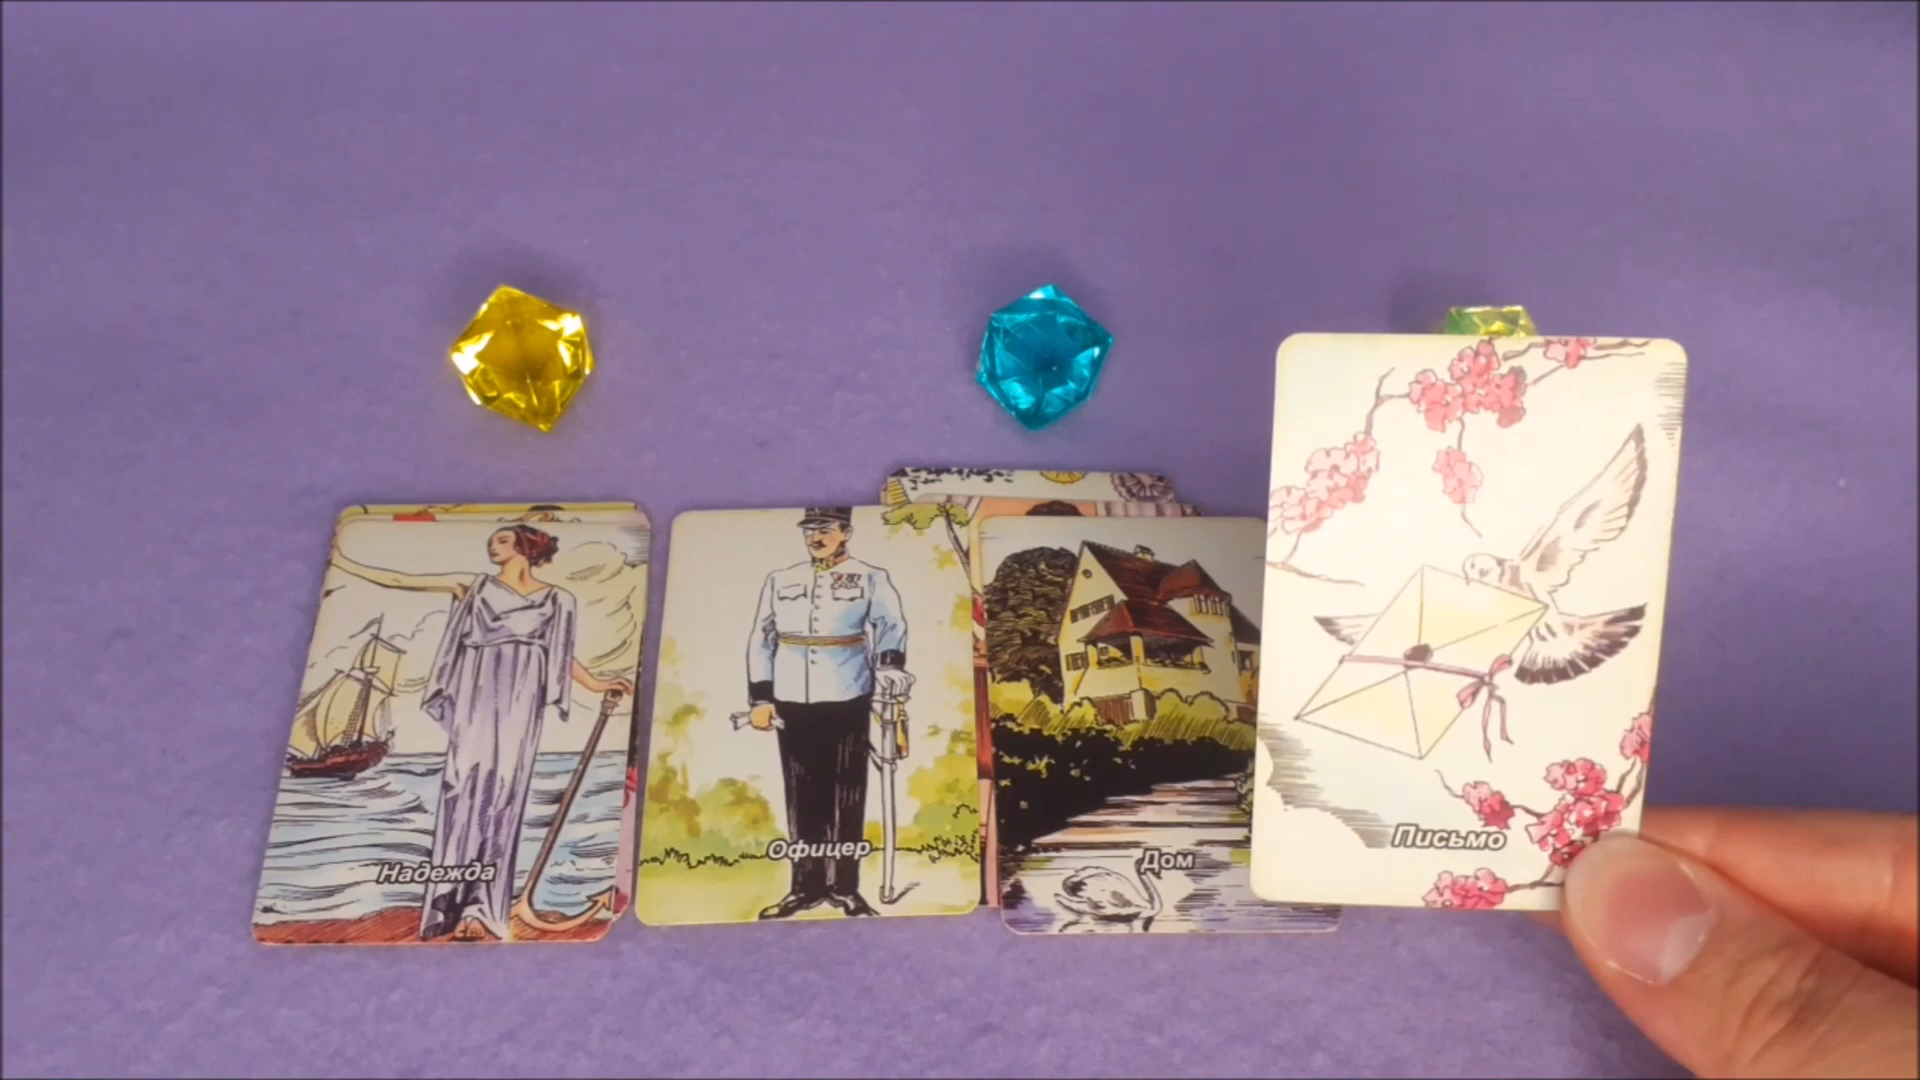 Надежда
Офицер
Дом
Письмо